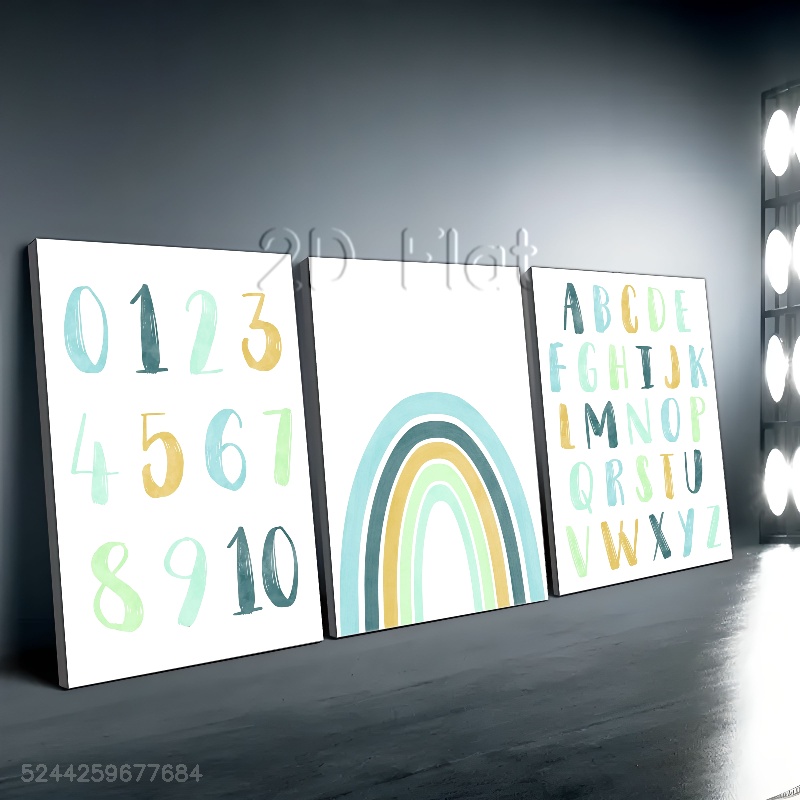 2D Flat
0 1 2 3
4 5 6 7
8 9 10
A B C D E
F G H I J K
L M N O P
Q R S T U
V W X Y Z
5244259677684